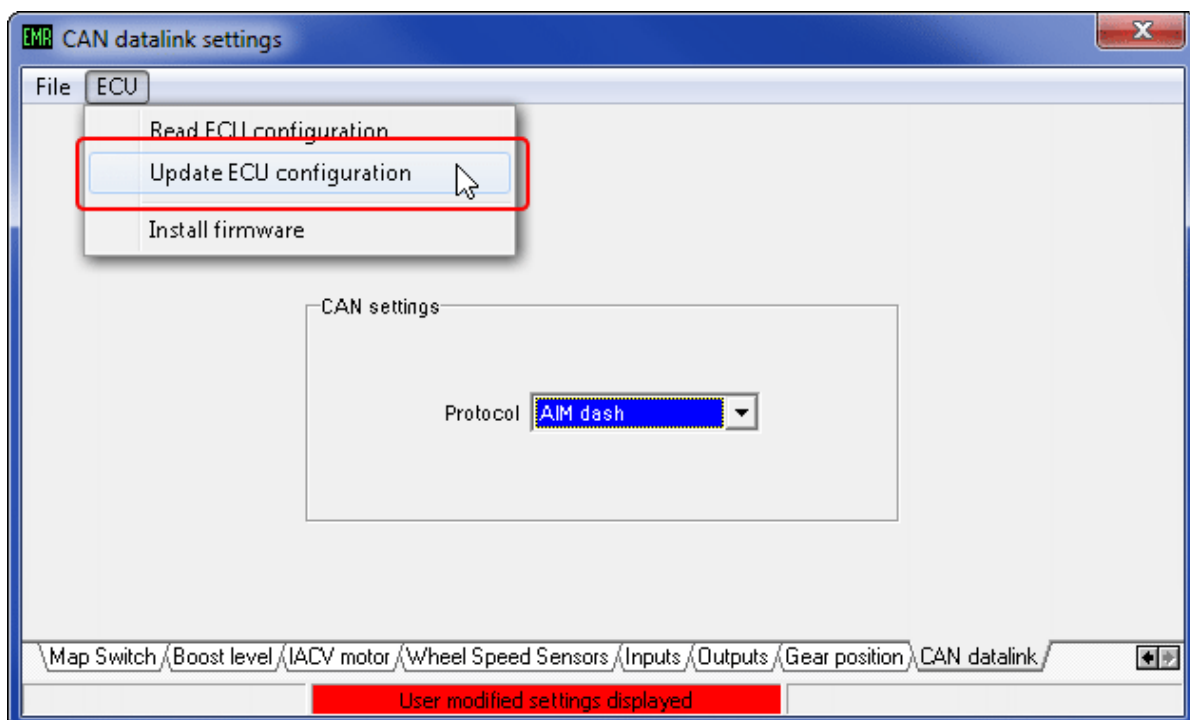 EMR CAN datalink settings
File ECU
Read ECU configuration
Update ECU configuration
Install firmware
CAN settings
Protocol AIM dash
Map Switch Boost level IACV motor Wheel Speed Sensors Inputs Outputs Gear position CAN datalink
User modified settings displayed